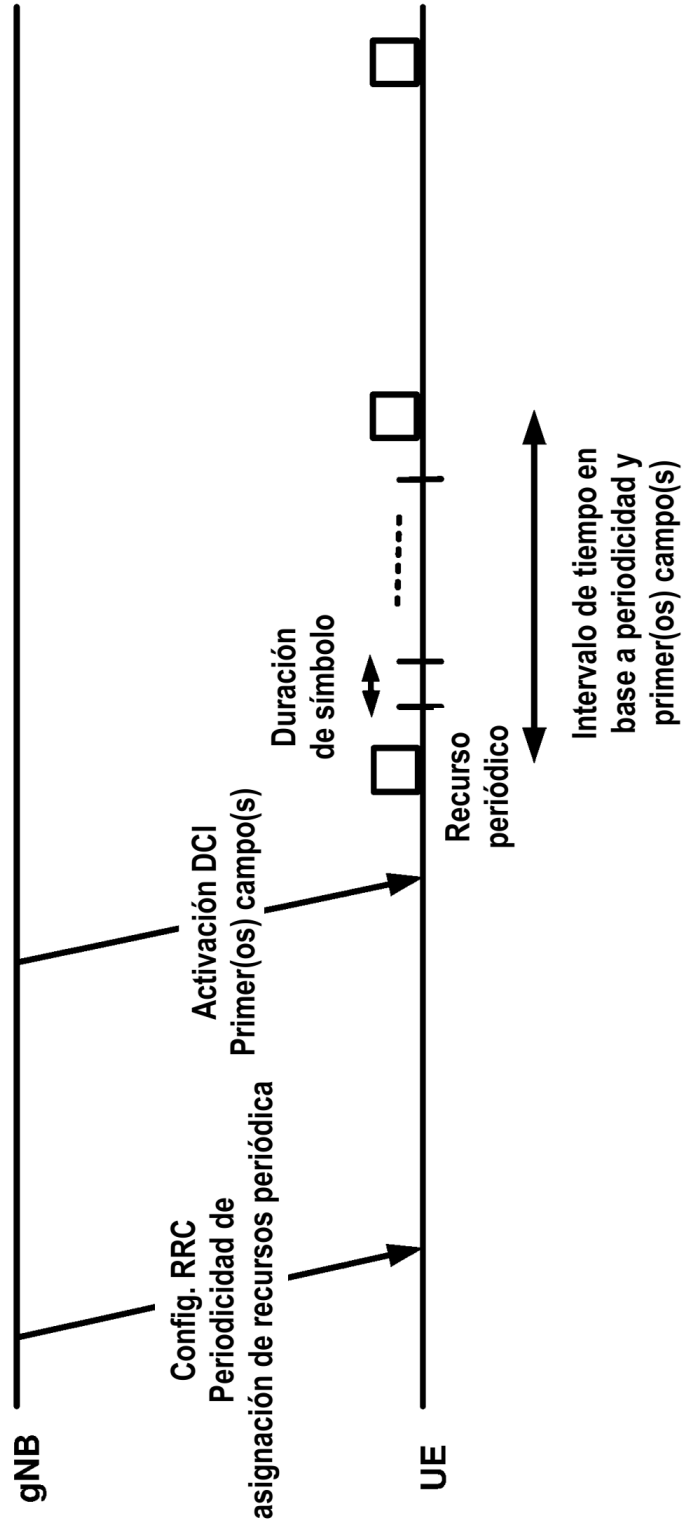 gNB
Config. RRC
Periodicidad de
asignación de recursos periódica
Activación DCI
Primer(os) campo(s)
Duración
de símbolo
UE
Recurso
periódico
Intervalo de tiempo en
base a periodicidad y
primer(os) campo(s)